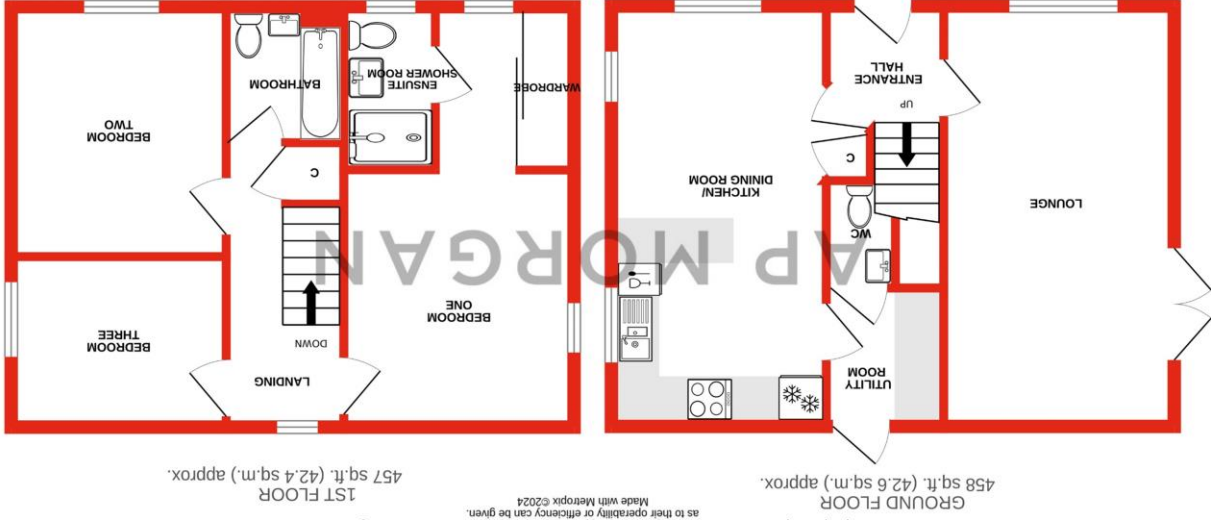 as to their operability or efficiency can be given.
Made with Metropix ©2024
GROUND FLOOR
458 sq.ft. (42.6 sq.m.) approx.
1ST FLOOR
457 sq.ft. (42.4 sq.m.) approx.
LOUNGE
UTILITY
ROOM
WC
KITCHEN/
DINING ROOM
C
UP
ENTRANCE
HALL
BEDROOM
ONE
WARDROBE
ENSUITE
SHOWER ROOM
LANDING
DOWN
C
BATHROOM
BEDROOM
THREE
BEDROOM
TWO
AP MORGAN